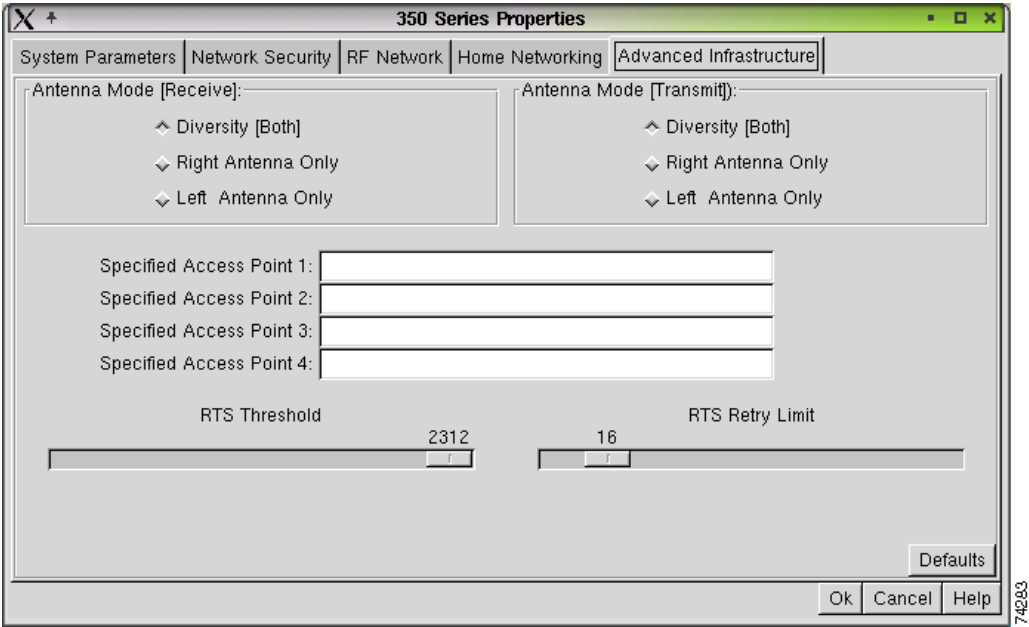 350 Series Properties
System Parameters Network Security RF Network Home Networking Advanced Infrastructure
Antenna Mode [Receive]: Antenna Mode [Transmit]):
Diversity [Both] Diversity [Both]
Right Antenna Only Right Antenna Only
Left Antenna Only Left Antenna Only
Specified Access Point 1:
Specified Access Point 2:
Specified Access Point 3:
Specified Access Point 4:
RTS Threshold RTS Retry Limit
2312 16
Defaults
Ok Cancel Help
74283